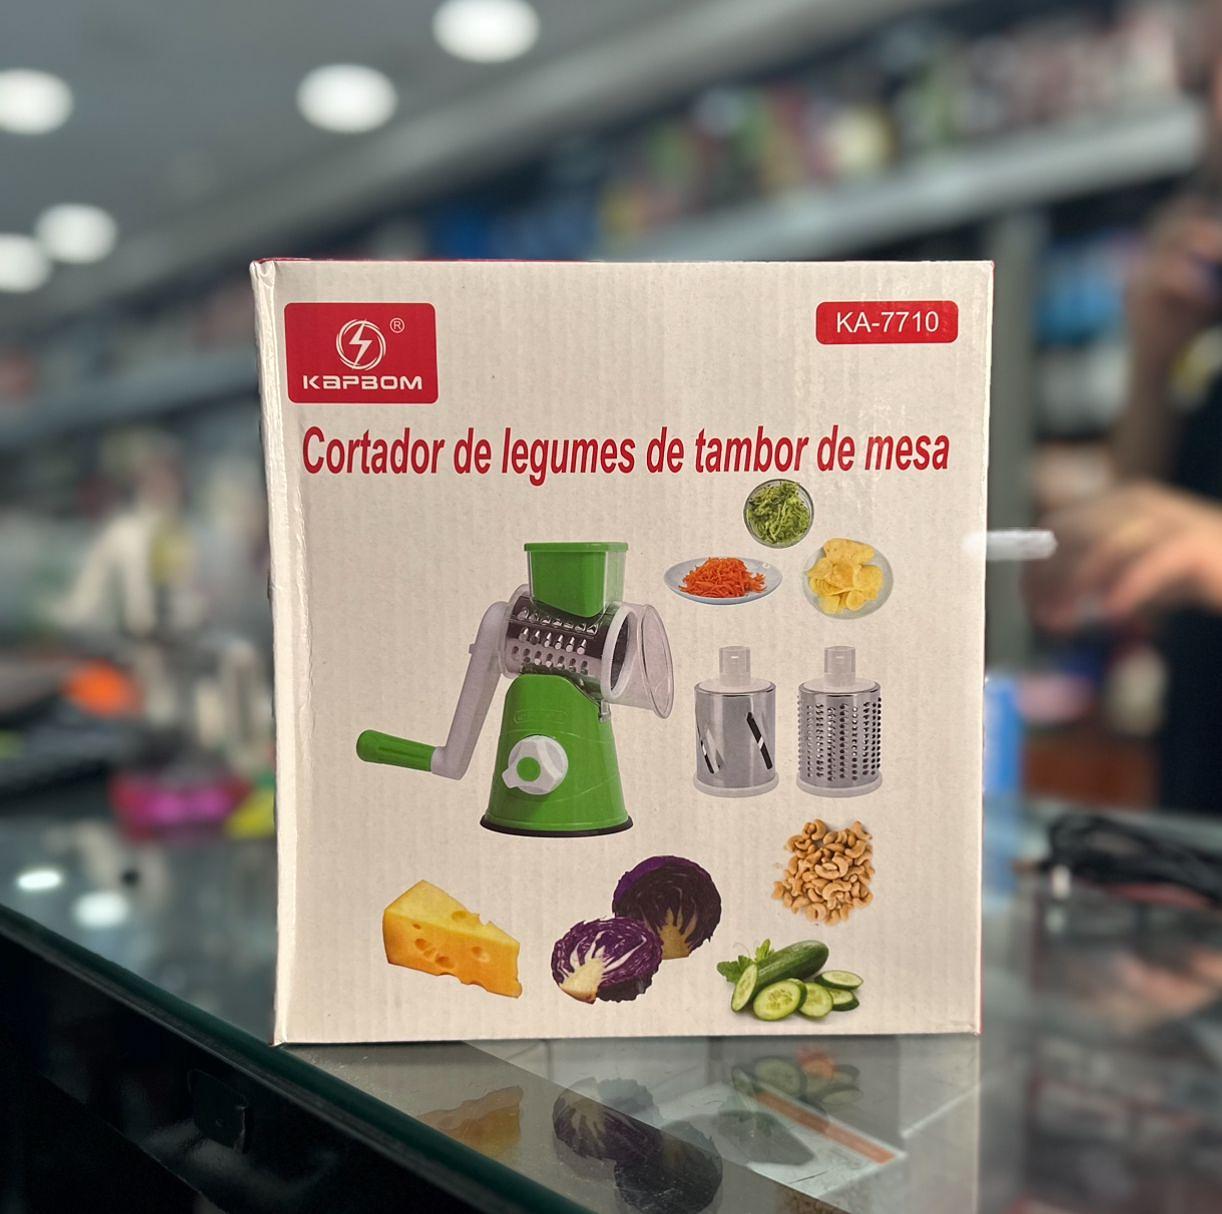 ®
KAPBOM
KA-7710
Cortador de legumes de tambor de mesa